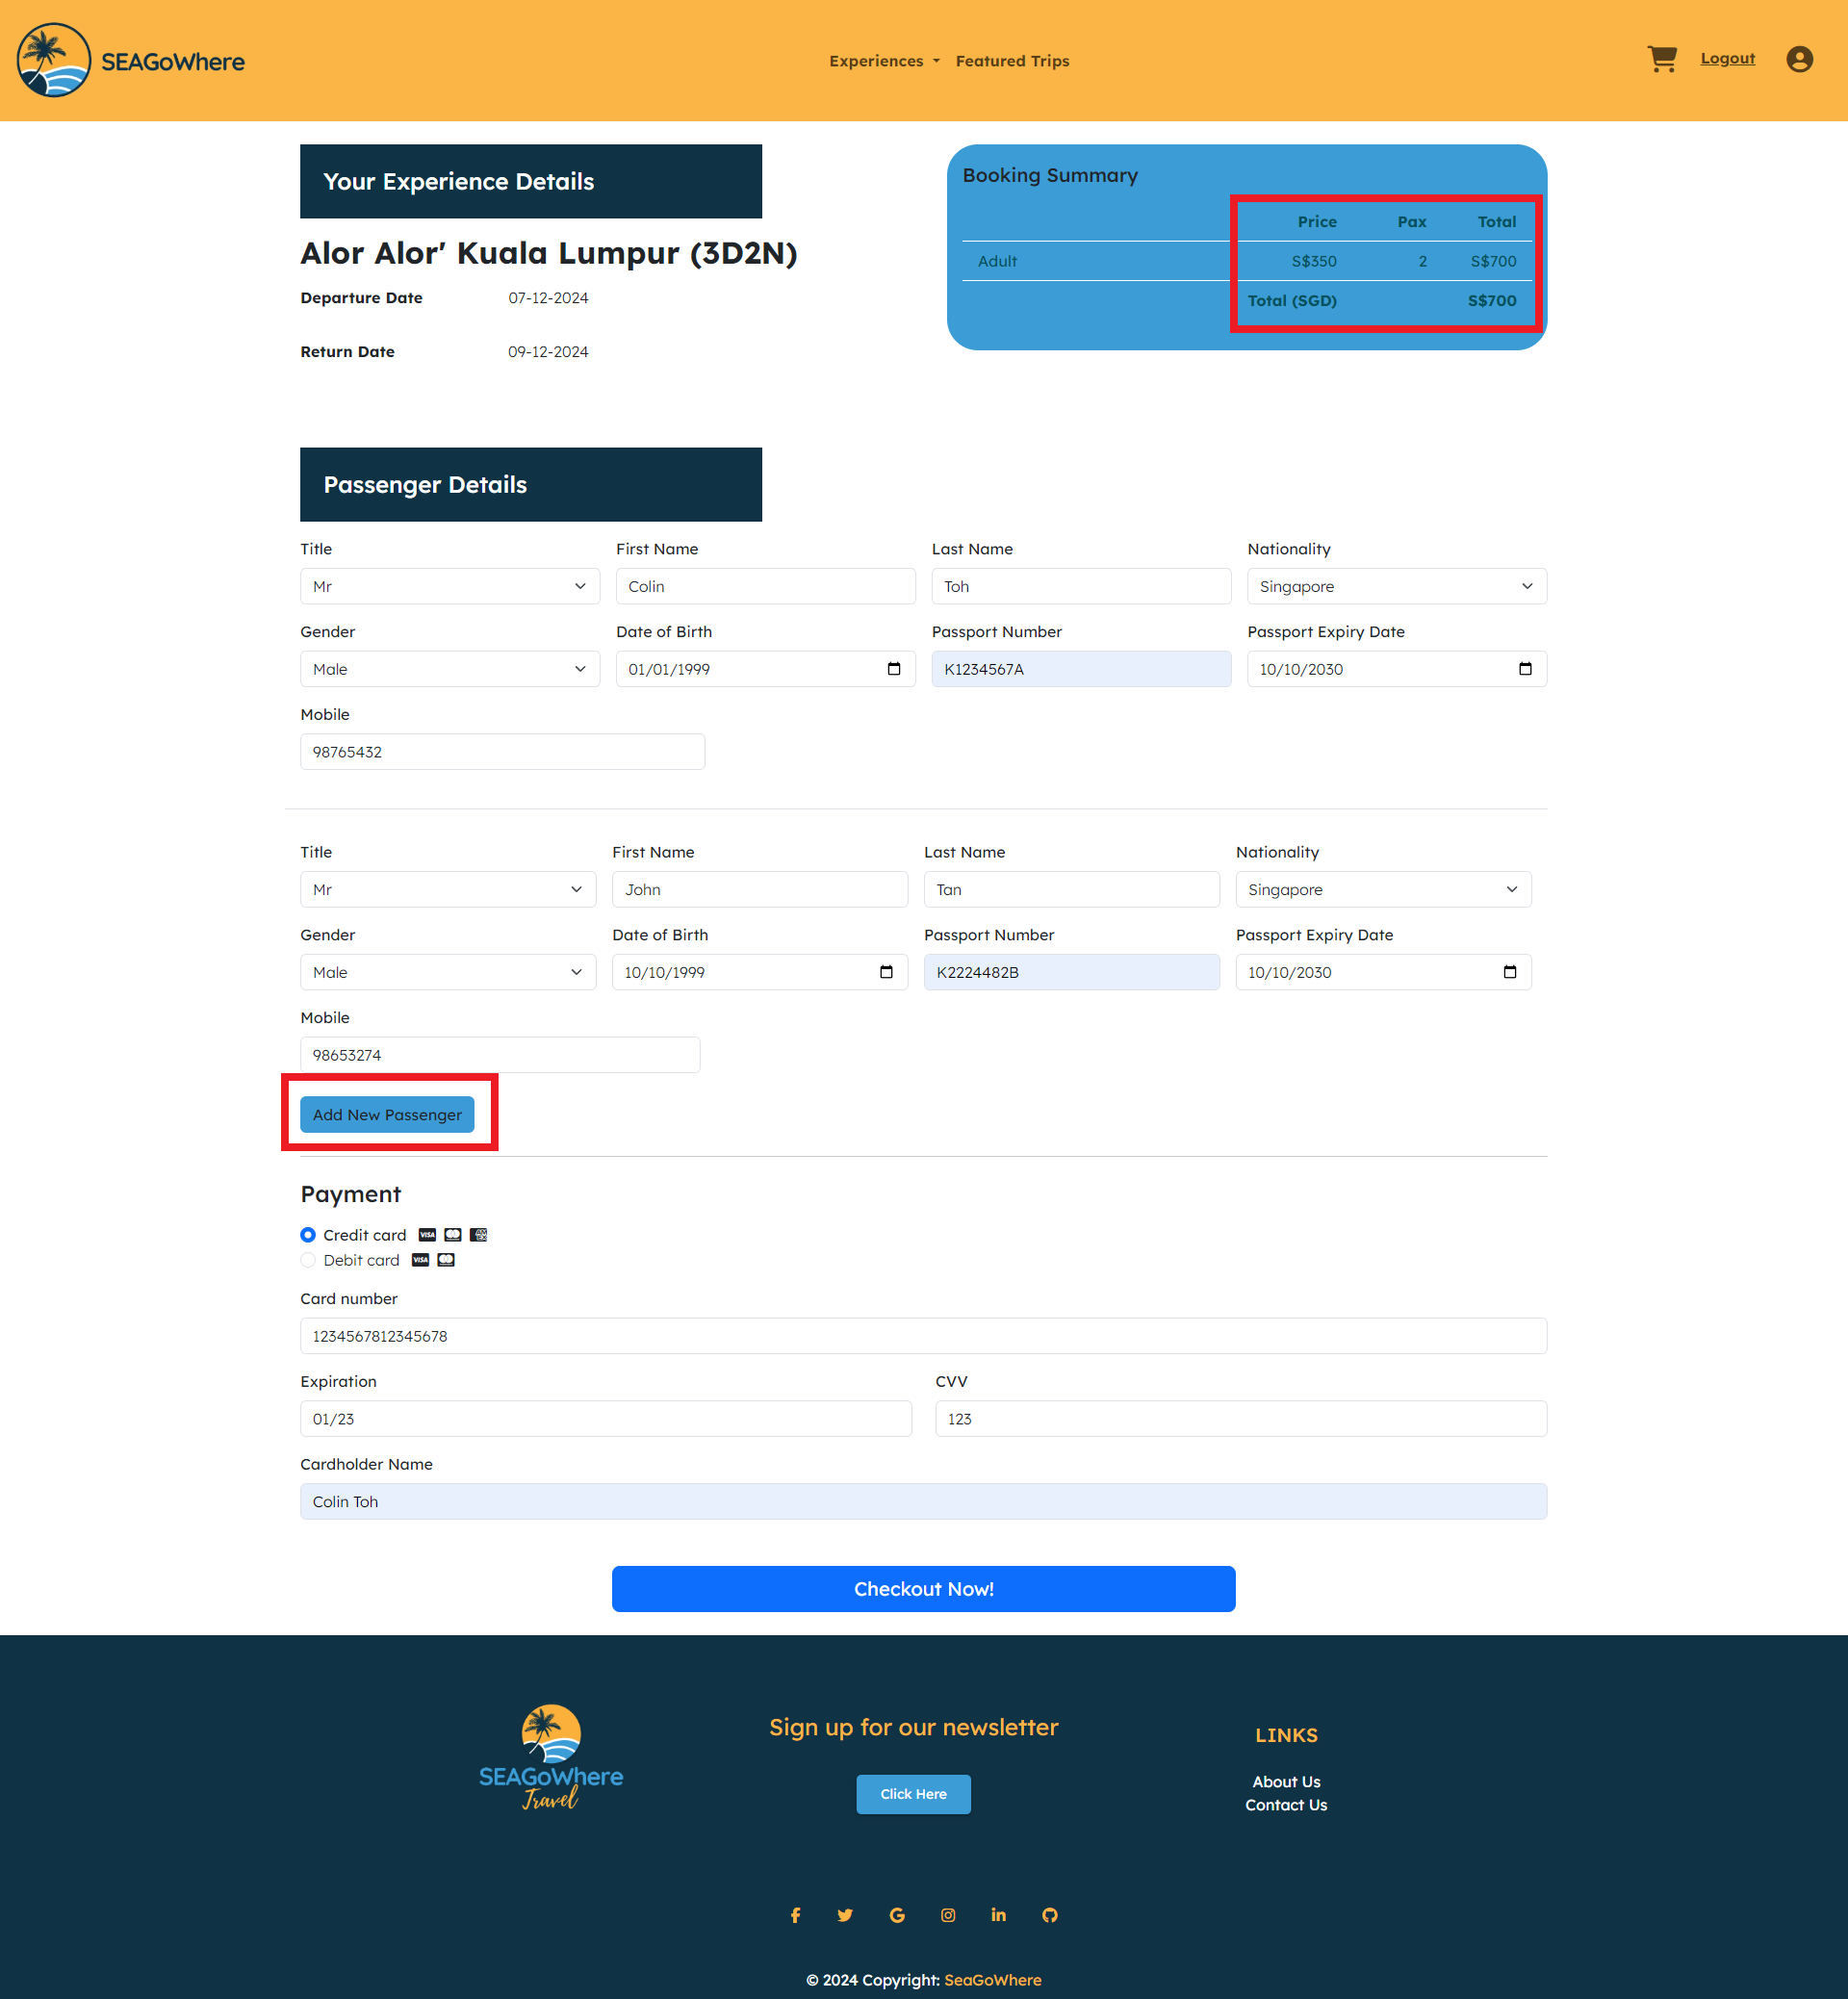 SEAGoWhere
Experiences Featured Trips
Logout
Your Experience Details
Alor Alor' Kuala Lumpur (3D2N)
Departure Date 07-12-2024
Return Date 09-12-2024
Booking Summary
Price Pax Total
Adult S$350 2 S$700
Total (SGD) S$700
Passenger Details
Title First Name Last Name Nationality
Mr Colin Toh Singapore
Gender Date of Birth Passport Number Passport Expiry Date
Male 01/01/1999 K1234567A 10/10/2030
Mobile
98765432
Title First Name Last Name Nationality
Mr John Tan Singapore
Gender Date of Birth Passport Number Passport Expiry Date
Male 10/10/1999 K2224482B 10/10/2030
Mobile
98653274
Add New Passenger
Payment
Credit card VISA
Debit card VISA
Card number
1234567812345678
Expiration CVV
01/23 123
Cardholder Name
Colin Toh
Checkout Now!
SEAGoWhere
Travel
Sign up for our newsletter
Click Here
LINKS
About Us
Contact Us
© 2024 Copyright: SeaGoWhere